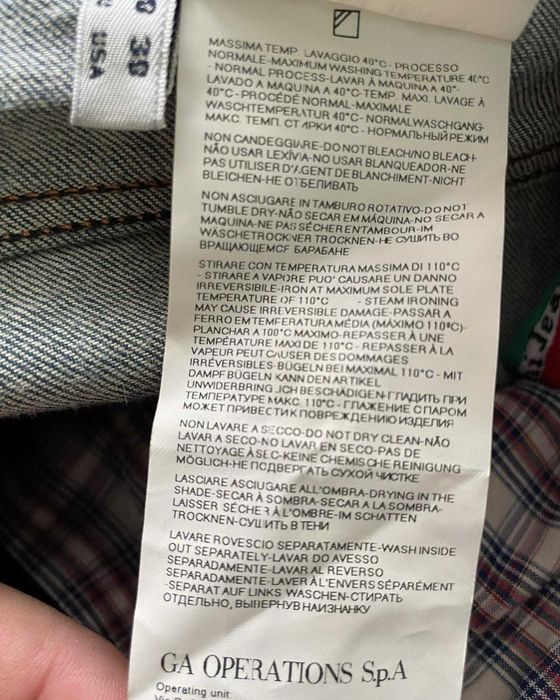 38
USA
MASSIMA TEMP. LAVAGGIO 40°C - PROCESSO
NORMALE-MAXIMUM WASHING TEMPERATURE 40°C
- NORMAL PROCESS-LAVAR À MAQUINA A 40°-
LAVADO A MAQUINA A 40°C-TEMP. MAXI. LAVAGE À
40°C-PROCÉDÉ NORMAL-MAXIMALE
WASCHTEMPERATUR 40°C- NORMALWASCHGANG-
МАКС. ТЕМП. СТИРКИ 40°C - НОРМАЛЬНЫЙ РЕЖИМ
NON CANDEGGIARE-DO NOT BLEACH/NO BLEACH-
NÃO USAR LEXÍVIA-NO USAR BLANQUEADOR-NE
PAS UTILISER D'AGENT DE BLANCHIMENT-NICHT
BLEICHEN-НЕ ОТБЕЛИВАТЬ
NON ASCIUGARE IN TAMBURO ROTATIVO-DO NOT
TUMBLE DRY-NÃO SECAR EM MÁQUINA-NO SECAR A
MAQUINA-NE PAS SÉCHER EN TAMBOUR-IM
WÄSCHETROCKNER TROCKNEN-НЕ СУШИТЬ ВО
ВРАЩАЮЩЕМСЯ БАРАБАНЕ
STIRARE CON TEMPERATURA MASSIMA DI 110°C
- STIRARE A VAPORE PUO' CAUSARE UN DANNO
IRREVERSIBILE-IRON AT MAXIMUM SOLE PLATE
TEMPERATURE OF 110°C - STEAM IRONING
MAY CAUSE IRREVERSIBLE DAMAGE-PASSAR A
FERRO EM TEMPERATURA MÉDIA (MÁXIMO 110ºC)-
PLANCHAR A 100°C MAXIMO-REPASSER À UNE
TEMPÉRATURE MAXI DE 110°C - REPASSER À LA
VAPEUR PEUT CAUSER DES DOMMAGES
IRRÉVERSIBLES-BÜGELN BEI MAXIMAL 110°C - MIT
DAMPF BÜGELN KANN DEN ARTIKEL
UNWIDERBRINGLICH BESCHÄDIGEN-ГЛАДИТЬ ПРИ
ТЕМПЕРАТУРЕ МАКС. 110°C - ГЛАЖЕНИЕ С ПАРОМ
МОЖЕТ ПРИВЕСТИ К ПОВРЕЖДЕНИЮ ИЗДЕЛИЯ
NON LAVARE A SECCO-DO NOT DRY CLEAN-NÃO
LAVAR A SECO-NO LAVAR EN SECO-PAS DE
NETTOYAGE À SEC-KEINE CHEMISCHE REINIGUNG
MÖGLICH-НЕ ПОДВЕРГАТЬ СУХОЙ ЧИСТКЕ
LASCIARE ASCIUGARE ALL'OMBRA-DRYING IN THE
SHADE-SECAR À SOMBRA-SECAR A LA SOMBRA-
LAISSER SÉCHER À L'OMBRE-IM SCHATTEN
TROCKNEN-СУШИТЬ В ТЕНИ
LAVARE ROVESCIO SEPARATAMENTE-WASH INSIDE
OUT SEPARATELY-LAVAR DO AVESSO
SEPARADAMENTE-LAVAR AL REVERSO
SEPARADAMENTE-LAVER À L'ENVERS SÉPARÉMENT
-SEPARAT AUF LINKS WASCHEN-СТИРАТЬ
ОТДЕЛЬНО, ВЫВЕРНУВ НАИЗНАНКУ
GA OPERATIONS S.p.A
Operating unit: